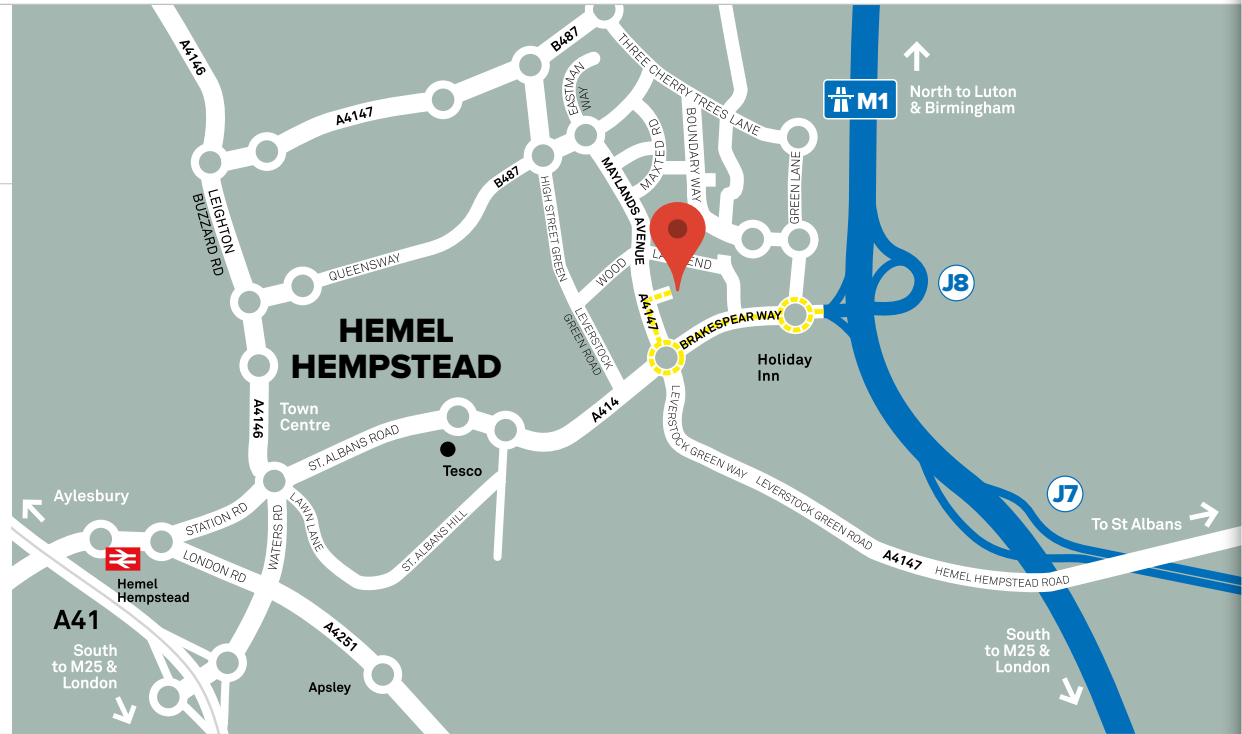 A4146
B487
THREE CHERRY TREES LANE
M1
North to Luton
& Birmingham
EASTMAN
WAY
A4147
MAXTED RD
BOUNDARY WAY
GREEN LANE
B487
MAYLANDS AVENUE
LEIGHTON
BUZZARD RD
HIGH STREET GREEN
QUEENSWAY
WOOD
END
J8
A4147
BRAKESPEAR WAY
LEVERSTOCK
GREEN ROAD
HEMEL
HEMPSTEAD
Holiday
Inn
A4146
Town
Centre
A414
ST. ALBANS ROAD
Tesco
LEVERSTOCK GREEN WAY
LEVERSTOCK GREEN ROAD
J7
To St Albans
Aylesbury
STATION RD
LAWN LANE
WATERS RD
ST. ALBANS HILL
LONDON RD
A4147
HEMEL HEMPSTEAD ROAD
Hemel
Hempstead
A41
A4251
South
to M25 &
London
Apsley
South
to M25 &
London